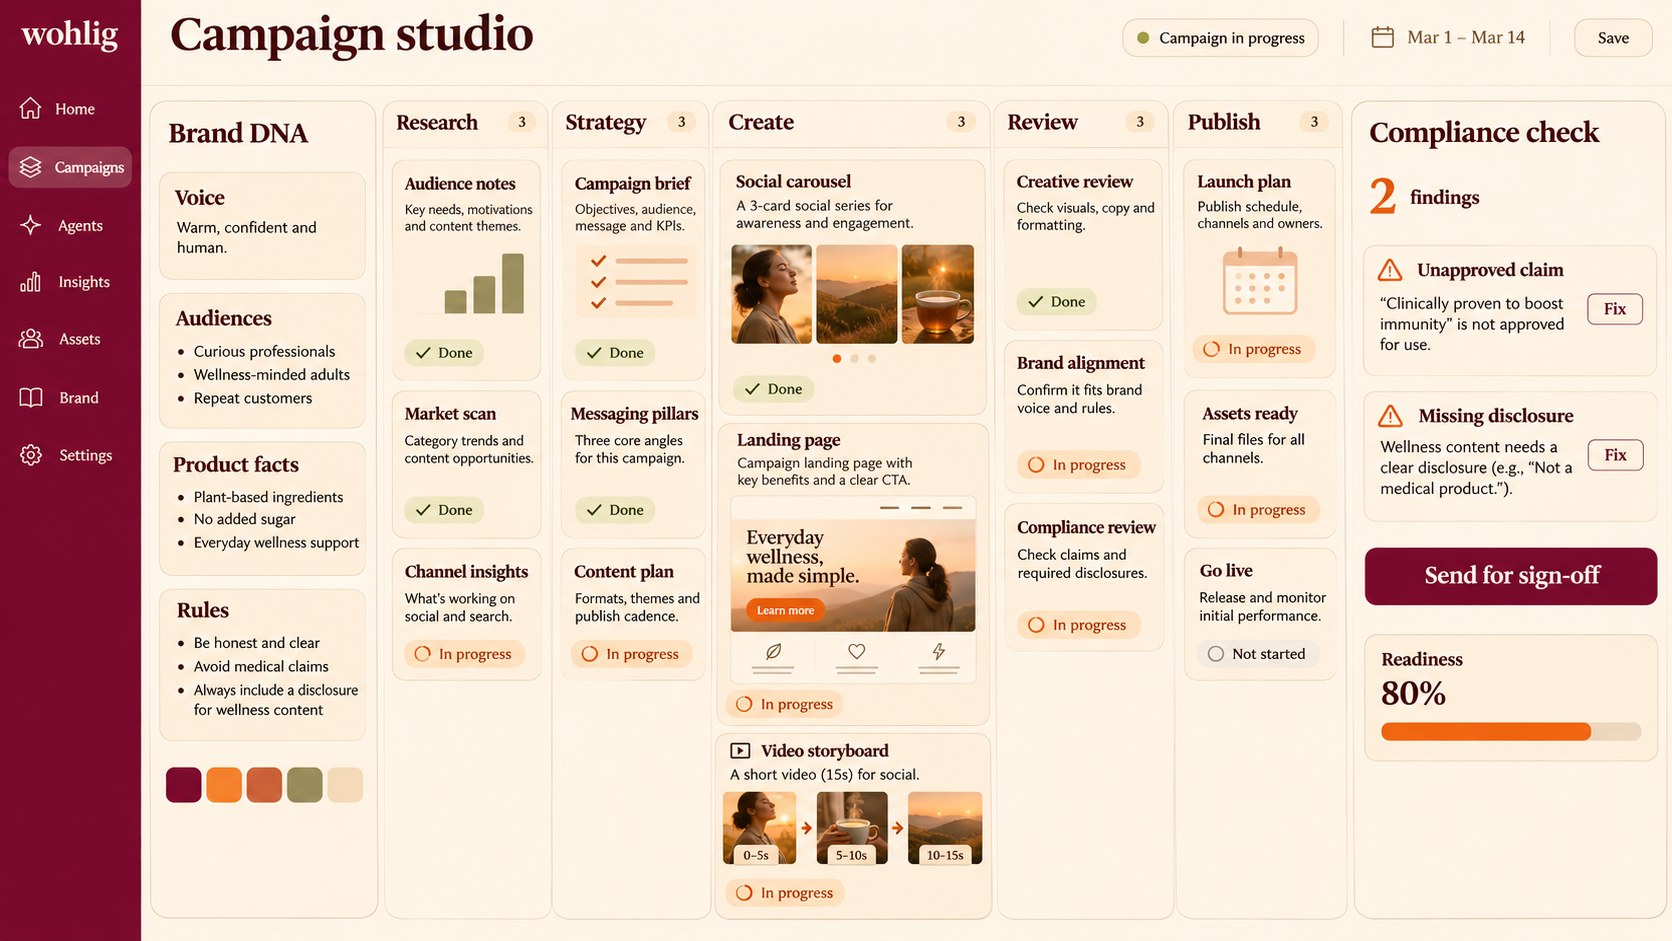 wohlig
Home
Campaigns
Agents
Insights
Assets
Brand
Settings
Campaign studio
Campaign in progress
Mar 1 – Mar 14
Save
Brand DNA
Voice
Warm, confident and
human.
Audiences
• Curious professionals
• Wellness-minded adults
• Repeat customers
Product facts
• Plant-based ingredients
• No added sugar
• Everyday wellness support
Rules
• Be honest and clear
• Avoid medical claims
• Always include a disclosure
for wellness content
Research 3
Audience notes
Key needs, motivations
and content themes.
Done
Market scan
Category trends and
content opportunities.
Done
Channel insights
What's working on
social and search.
In progress
Strategy 3
Campaign brief
Objectives, audience,
message and KPIs.
Done
Messaging pillars
Three core angles
for this campaign.
Done
Content plan
Formats, themes and
publish cadence.
In progress
Create 3
Social carousel
A 3-card social series for
awareness and engagement.
Done
Landing page
Campaign landing page with
key benefits and a clear CTA.
Everyday
wellness,
made simple.
Learn more
In progress
Video storyboard
A short video (15s) for social.
0–5s
5–10s
10–15s
In progress
Review 3
Creative review
Check visuals, copy and
formatting.
Done
Brand alignment
Confirm it fits brand
voice and rules.
In progress
Compliance review
Check claims and
required disclosures.
In progress
Publish 3
Launch plan
Publish schedule,
channels and owners.
In progress
Assets ready
Final files for all
channels.
In progress
Go live
Release and monitor
initial performance.
Not started
Compliance check
2 findings
Unapproved claim
“Clinically proven to boost
immunity” is not approved
for use.
Fix
Missing disclosure
Wellness content needs a
clear disclosure (e.g., “Not a
medical product.”).
Fix
Send for sign-off
Readiness
80%